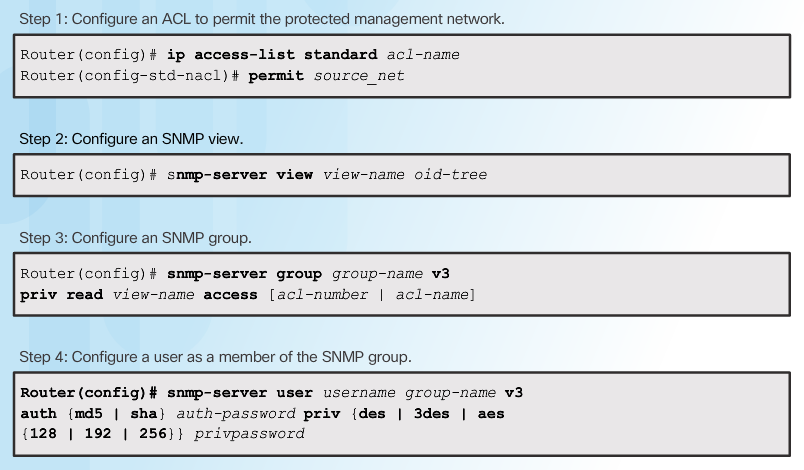 Step 1: Configure an ACL to permit the protected management network.
Router(config)# ip access-list standard acl-name
Router(config-std-nacl)# permit source_net
Step 2: Configure an SNMP view.
Router(config)# snmp-server view view-name oid-tree
Step 3: Configure an SNMP group.
Router(config)# snmp-server group group-name v3
priv read view-name access [acl-number | acl-name]
Step 4: Configure a user as a member of the SNMP group.
Router(config)# snmp-server user username group-name v3
auth {md5 | sha} auth-password priv {des | 3des | aes
{128 | 192 | 256}} privpassword